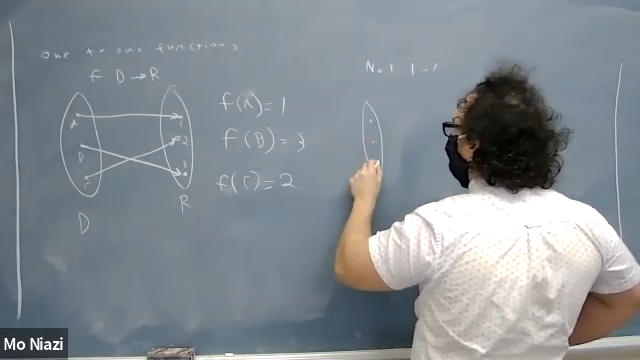 one to one functions
f D → R
f(A) = 1
f(B) = 3
f(C) = 2
A
B
C
1
2
3
D
R
Not 1-1
Mo Niazi